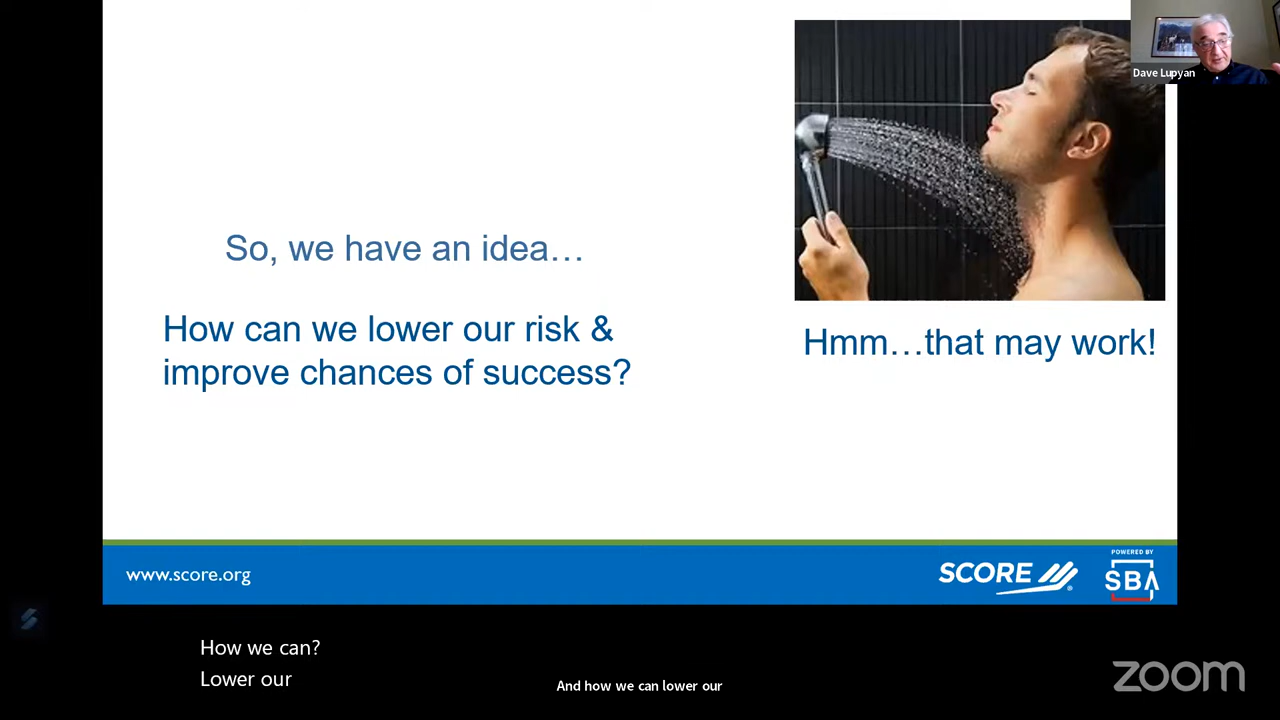 Dave Lupyan
So, we have an idea…
How can we lower our risk &
improve chances of success?
Hmm…that may work!
www.score.org
SCORE
®
POWERED BY
SBA
How we can?
Lower our
And how we can lower our
zoom